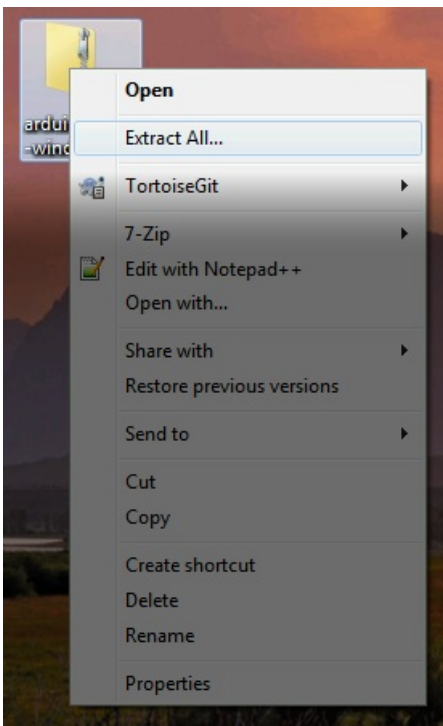 ardui
-wind
Open
Extract All...
TortoiseGit
7-Zip
Edit with Notepad++
Open with...
Share with
Restore previous versions
Send to
Cut
Copy
Create shortcut
Delete
Rename
Properties